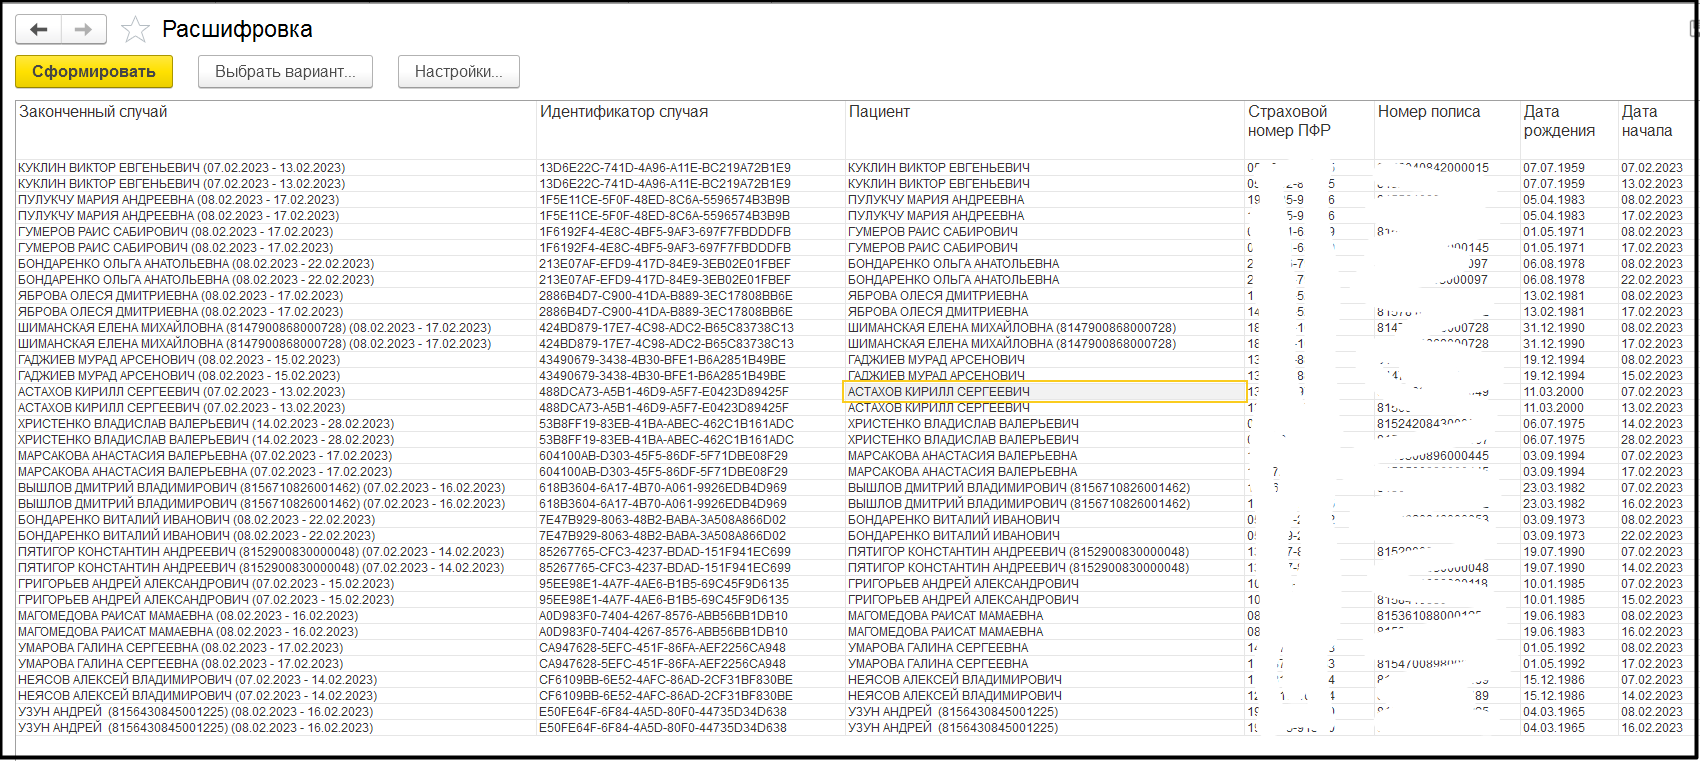 Расшифровка
Сформировать Выбрать вариант... Настройки...
Законченный случай Идентификатор случая Пациент Страховой номер ПФР Номер полиса Дата рождения Дата начала
КУКЛИН ВИКТОР ЕВГЕНЬЕВИЧ (07.02.2023 - 13.02.2023) 13D6E22C-741D-4A96-A11E-BC219A72B1E9 КУКЛИН ВИКТОР ЕВГЕНЬЕВИЧ 07.07.1959 07.02.2023
КУКЛИН ВИКТОР ЕВГЕНЬЕВИЧ (07.02.2023 - 13.02.2023) 13D6E22C-741D-4A96-A11E-BC219A72B1E9 КУКЛИН ВИКТОР ЕВГЕНЬЕВИЧ 07.07.1959 13.02.2023
ПУЛУКЧУ МАРИЯ АНДРЕЕВНА (08.02.2023 - 17.02.2023) 1F5E11CE-5F0F-48ED-8C6A-5596574B3B9B ПУЛУКЧУ МАРИЯ АНДРЕЕВНА 05.04.1983 08.02.2023
ПУЛУКЧУ МАРИЯ АНДРЕЕВНА (08.02.2023 - 17.02.2023) 1F5E11CE-5F0F-48ED-8C6A-5596574B3B9B ПУЛУКЧУ МАРИЯ АНДРЕЕВНА 05.04.1983 17.02.2023
ГУМЕРОВ РАИС САБИРОВИЧ (08.02.2023 - 17.02.2023) 1F6192F4-4E8C-4BF5-9AF3-697F7FBDDDFB ГУМЕРОВ РАИС САБИРОВИЧ 01.05.1971 08.02.2023
ГУМЕРОВ РАИС САБИРОВИЧ (08.02.2023 - 17.02.2023) 1F6192F4-4E8C-4BF5-9AF3-697F7FBDDDFB ГУМЕРОВ РАИС САБИРОВИЧ 01.05.1971 17.02.2023
БОНДАРЕНКО ОЛЬГА АНАТОЛЬЕВНА (08.02.2023 - 22.02.2023) 213E07AF-EFD9-417D-84E9-3EB02E01FBEF БОНДАРЕНКО ОЛЬГА АНАТОЛЬЕВНА 06.08.1978 08.02.2023
БОНДАРЕНКО ОЛЬГА АНАТОЛЬЕВНА (08.02.2023 - 22.02.2023) 213E07AF-EFD9-417D-84E9-3EB02E01FBEF БОНДАРЕНКО ОЛЬГА АНАТОЛЬЕВНА 06.08.1978 22.02.2023
ЯБРОВА ОЛЕСЯ ДМИТРИЕВНА (08.02.2023 - 17.02.2023) 2886B4D7-C900-41DA-B889-3EC17808BB6E ЯБРОВА ОЛЕСЯ ДМИТРИЕВНА 13.02.1981 08.02.2023
ЯБРОВА ОЛЕСЯ ДМИТРИЕВНА (08.02.2023 - 17.02.2023) 2886B4D7-C900-41DA-B889-3EC17808BB6E ЯБРОВА ОЛЕСЯ ДМИТРИЕВНА 13.02.1981 17.02.2023
ШИМАНСКАЯ ЕЛЕНА МИХАЙЛОВНА (8147900868000728) (08.02.2023 - 17.02.2023) 424BD879-17E7-4C98-ADC2-B65C83738C13 ШИМАНСКАЯ ЕЛЕНА МИХАЙЛОВНА (8147900868000728) 31.12.1990 08.02.2023
ШИМАНСКАЯ ЕЛЕНА МИХАЙЛОВНА (8147900868000728) (08.02.2023 - 17.02.2023) 424BD879-17E7-4C98-ADC2-B65C83738C13 ШИМАНСКАЯ ЕЛЕНА МИХАЙЛОВНА (8147900868000728) 31.12.1990 17.02.2023
ГАДЖИЕВ МУРАД АРСЕНОВИЧ (08.02.2023 - 15.02.2023) 43490679-3438-4B30-BFE1-B6A2851B49BE ГАДЖИЕВ МУРАД АРСЕНОВИЧ 19.12.1994 08.02.2023
ГАДЖИЕВ МУРАД АРСЕНОВИЧ (08.02.2023 - 15.02.2023) 43490679-3438-4B30-BFE1-B6A2851B49BE ГАДЖИЕВ МУРАД АРСЕНОВИЧ 19.12.1994 15.02.2023
АСТАХОВ КИРИЛЛ СЕРГЕЕВИЧ (07.02.2023 - 13.02.2023) 488DCA73-A5B1-46D9-A5F7-E0423D89425F АСТАХОВ КИРИЛЛ СЕРГЕЕВИЧ 11.03.2000 07.02.2023
АСТАХОВ КИРИЛЛ СЕРГЕЕВИЧ (07.02.2023 - 13.02.2023) 488DCA73-A5B1-46D9-A5F7-E0423D89425F АСТАХОВ КИРИЛЛ СЕРГЕЕВИЧ 11.03.2000 13.02.2023
ХРИСТЕНКО ВЛАДИСЛАВ ВАЛЕРЬЕВИЧ (14.02.2023 - 28.02.2023) 53B8FF19-83EB-41BA-ABEC-462C1B161ADC ХРИСТЕНКО ВЛАДИСЛАВ ВАЛЕРЬЕВИЧ 06.07.1975 14.02.2023
ХРИСТЕНКО ВЛАДИСЛАВ ВАЛЕРЬЕВИЧ (14.02.2023 - 28.02.2023) 53B8FF19-83EB-41BA-ABEC-462C1B161ADC ХРИСТЕНКО ВЛАДИСЛАВ ВАЛЕРЬЕВИЧ 06.07.1975 28.02.2023
МАРСАКОВА АНАСТАСИЯ ВАЛЕРЬЕВНА (07.02.2023 - 17.02.2023) 604100AB-D303-45F5-86DF-5F71DBE08F29 МАРСАКОВА АНАСТАСИЯ ВАЛЕРЬЕВНА 03.09.1994 07.02.2023
МАРСАКОВА АНАСТАСИЯ ВАЛЕРЬЕВНА (07.02.2023 - 17.02.2023) 604100AB-D303-45F5-86DF-5F71DBE08F29 МАРСАКОВА АНАСТАСИЯ ВАЛЕРЬЕВНА 03.09.1994 17.02.2023
ВЫШЛОВ ДМИТРИЙ ВЛАДИМИРОВИЧ (8156710826001462) (07.02.2023 - 16.02.2023) 618B3604-6A17-4B70-A061-9926EDB4D969 ВЫШЛОВ ДМИТРИЙ ВЛАДИМИРОВИЧ (8156710826001462) 23.03.1982 07.02.2023
ВЫШЛОВ ДМИТРИЙ ВЛАДИМИРОВИЧ (8156710826001462) (07.02.2023 - 16.02.2023) 618B3604-6A17-4B70-A061-9926EDB4D969 ВЫШЛОВ ДМИТРИЙ ВЛАДИМИРОВИЧ (8156710826001462) 23.03.1982 16.02.2023
БОНДАРЕНКО ВИТАЛИЙ ИВАНОВИЧ (08.02.2023 - 22.02.2023) 7E47B929-8063-48B2-BABA-3A508A866D02 БОНДАРЕНКО ВИТАЛИЙ ИВАНОВИЧ 03.09.1973 08.02.2023
БОНДАРЕНКО ВИТАЛИЙ ИВАНОВИЧ (08.02.2023 - 22.02.2023) 7E47B929-8063-48B2-BABA-3A508A866D02 БОНДАРЕНКО ВИТАЛИЙ ИВАНОВИЧ 03.09.1973 22.02.2023
ПЯТИГОР КОНСТАНТИН АНДРЕЕВИЧ (8152900830000048) (07.02.2023 - 14.02.2023) 85267765-CFC3-4237-BDAD-151F941EC699 ПЯТИГОР КОНСТАНТИН АНДРЕЕВИЧ (8152900830000048) 19.07.1990 07.02.2023
ПЯТИГОР КОНСТАНТИН АНДРЕЕВИЧ (8152900830000048) (07.02.2023 - 14.02.2023) 85267765-CFC3-4237-BDAD-151F941EC699 ПЯТИГОР КОНСТАНТИН АНДРЕЕВИЧ (8152900830000048) 19.07.1990 14.02.2023
ГРИГОРЬЕВ АНДРЕЙ АЛЕКСАНДРОВИЧ (07.02.2023 - 15.02.2023) 95EE98E1-4A7F-4AE6-B1B5-69C45F9D6135 ГРИГОРЬЕВ АНДРЕЙ АЛЕКСАНДРОВИЧ 10.01.1985 07.02.2023
ГРИГОРЬЕВ АНДРЕЙ АЛЕКСАНДРОВИЧ (07.02.2023 - 15.02.2023) 95EE98E1-4A7F-4AE6-B1B5-69C45F9D6135 ГРИГОРЬЕВ АНДРЕЙ АЛЕКСАНДРОВИЧ 10.01.1985 15.02.2023
МАГОМЕДОВА РАИСАТ МАМАЕВНА (08.02.2023 - 16.02.2023) A0D983F0-7404-4267-8576-ABB56BB1DB10 МАГОМЕДОВА РАИСАТ МАМАЕВНА 19.06.1983 08.02.2023
МАГОМЕДОВА РАИСАТ МАМАЕВНА (08.02.2023 - 16.02.2023) A0D983F0-7404-4267-8576-ABB56BB1DB10 МАГОМЕДОВА РАИСАТ МАМАЕВНА 19.06.1983 16.02.2023
УМАРОВА ГАЛИНА СЕРГЕЕВНА (08.02.2023 - 17.02.2023) CA947628-5EFC-451F-86FA-AEF2256CA948 УМАРОВА ГАЛИНА СЕРГЕЕВНА 01.05.1992 08.02.2023
УМАРОВА ГАЛИНА СЕРГЕЕВНА (08.02.2023 - 17.02.2023) CA947628-5EFC-451F-86FA-AEF2256CA948 УМАРОВА ГАЛИНА СЕРГЕЕВНА 01.05.1992 17.02.2023
НЕЯСОВ АЛЕКСЕЙ ВЛАДИМИРОВИЧ (07.02.2023 - 14.02.2023) CF6109BB-6E52-4AFC-86AD-2CF31BF830BE НЕЯСОВ АЛЕКСЕЙ ВЛАДИМИРОВИЧ 15.12.1986 07.02.2023
НЕЯСОВ АЛЕКСЕЙ ВЛАДИМИРОВИЧ (07.02.2023 - 14.02.2023) CF6109BB-6E52-4AFC-86AD-2CF31BF830BE НЕЯСОВ АЛЕКСЕЙ ВЛАДИМИРОВИЧ 15.12.1986 14.02.2023
УЗУН АНДРЕЙ (8156430845001225) (08.02.2023 - 16.02.2023) E50FE64F-6F84-4A5D-80F0-44735D34D638 УЗУН АНДРЕЙ (8156430845001225) 04.03.1965 08.02.2023
УЗУН АНДРЕЙ (8156430845001225) (08.02.2023 - 16.02.2023) E50FE64F-6F84-4A5D-80F0-44735D34D638 УЗУН АНДРЕЙ (8156430845001225) 04.03.1965 16.02.2023